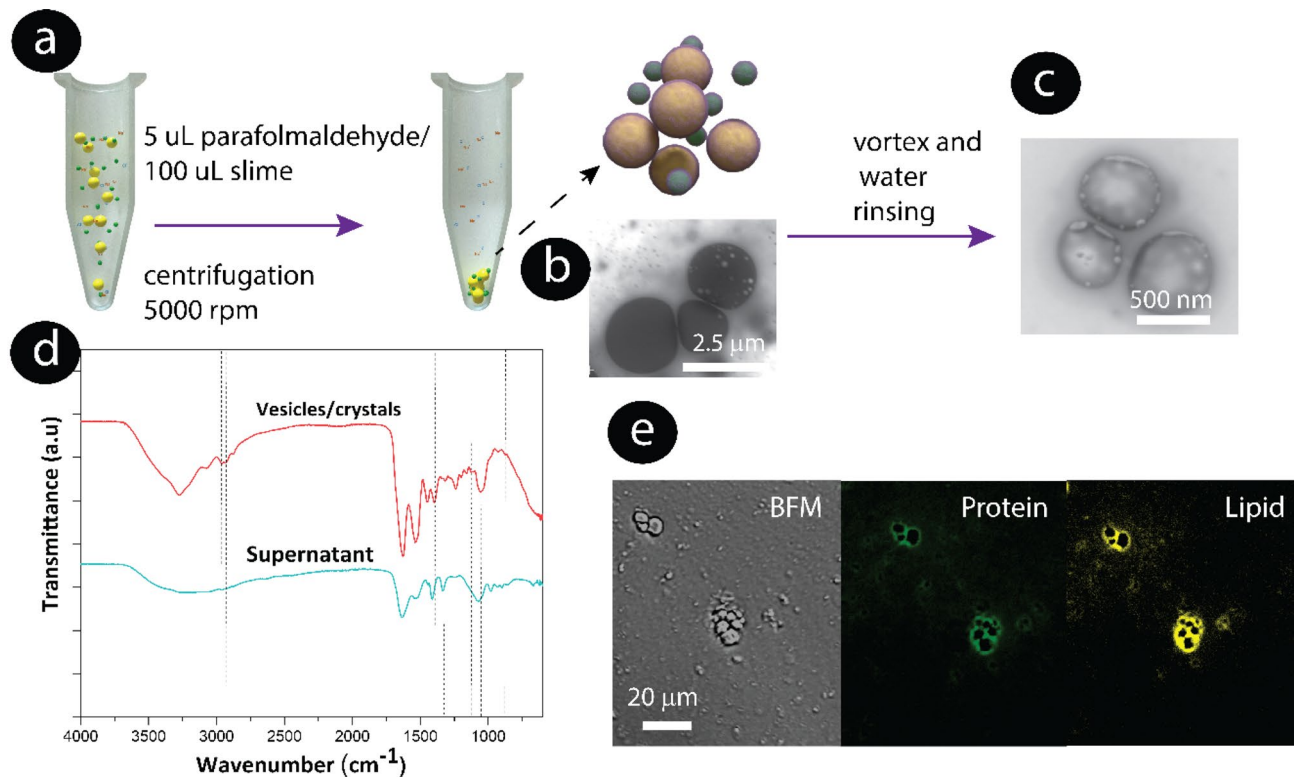 a
5 uL parafolmaldehyde/
100 uL slime
centrifugation
5000 rpm
b
2.5 μm
vortex and
water
rinsing
c
500 nm
d
Transmittance (a.u)
Vesicles/crystals
Supernatant
4000 3500 3000 2500 2000 1500 1000
Wavenumber (cm-1)
e
BFM
Protein
Lipid
20 μm